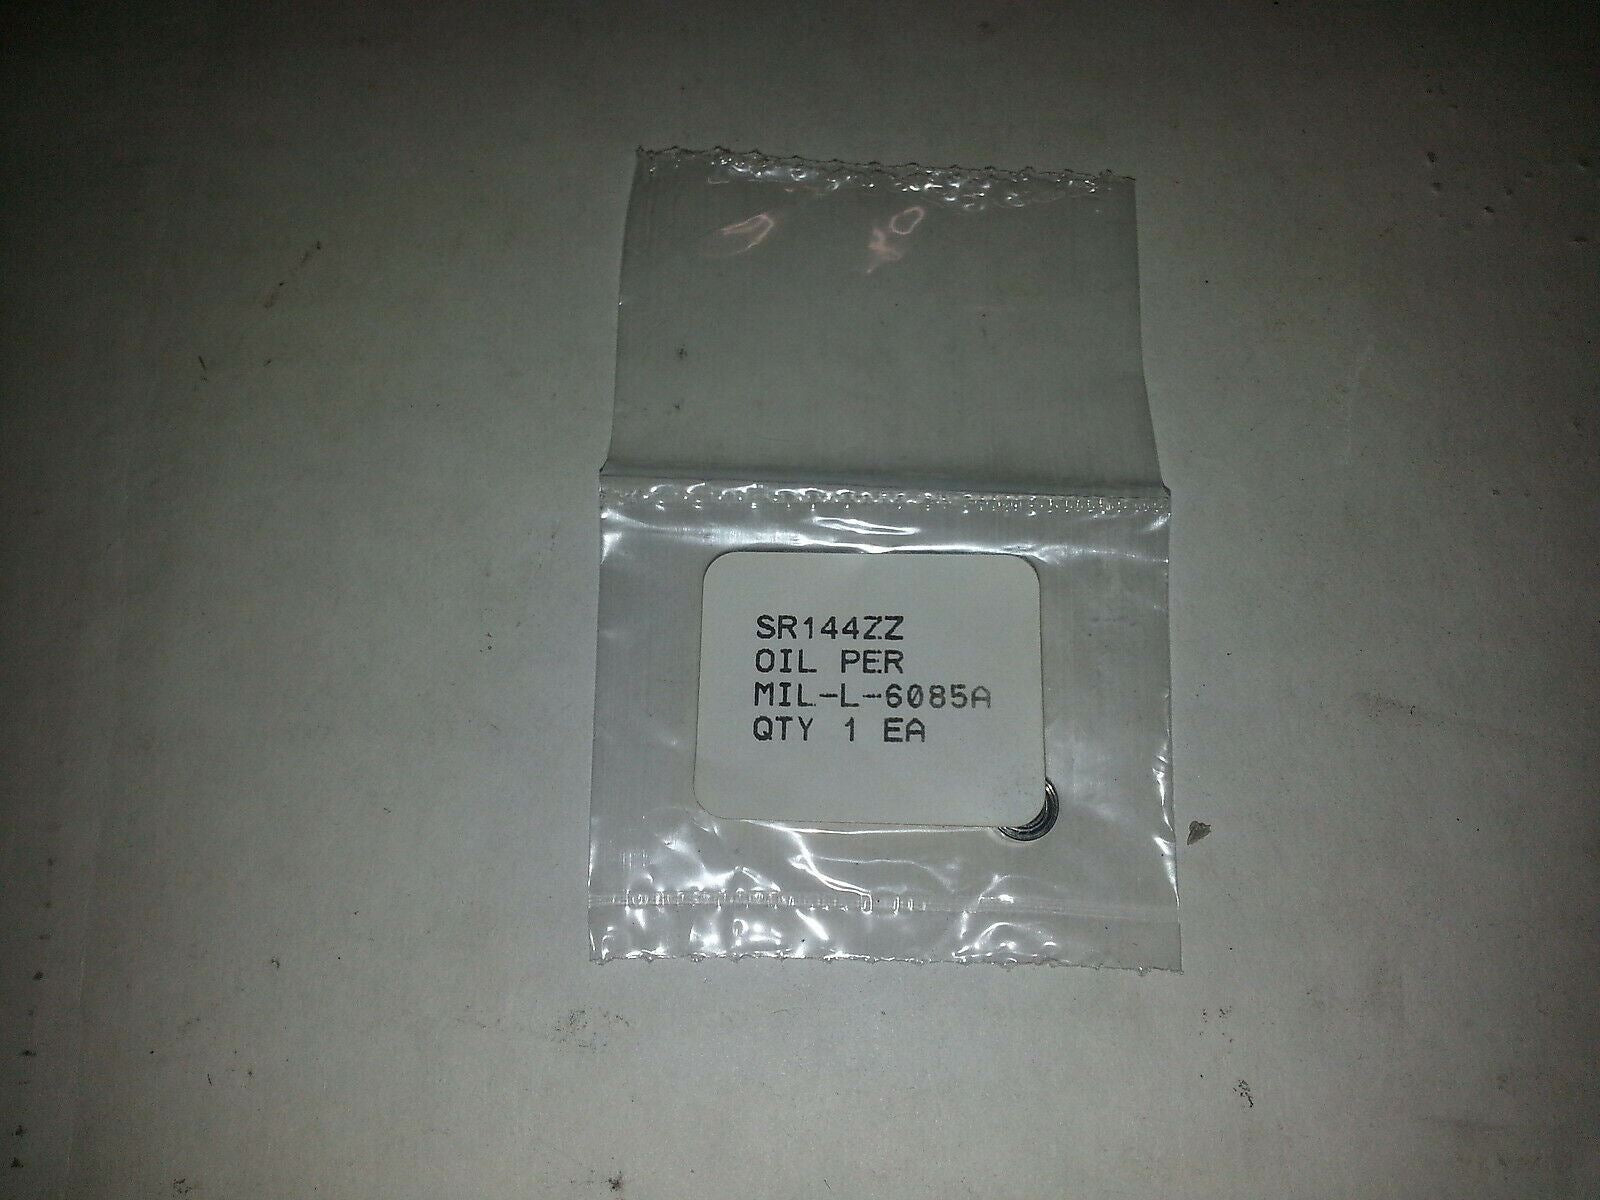 SR144ZZ
OIL PER
MIL-L-6085A
QTY 1 EA